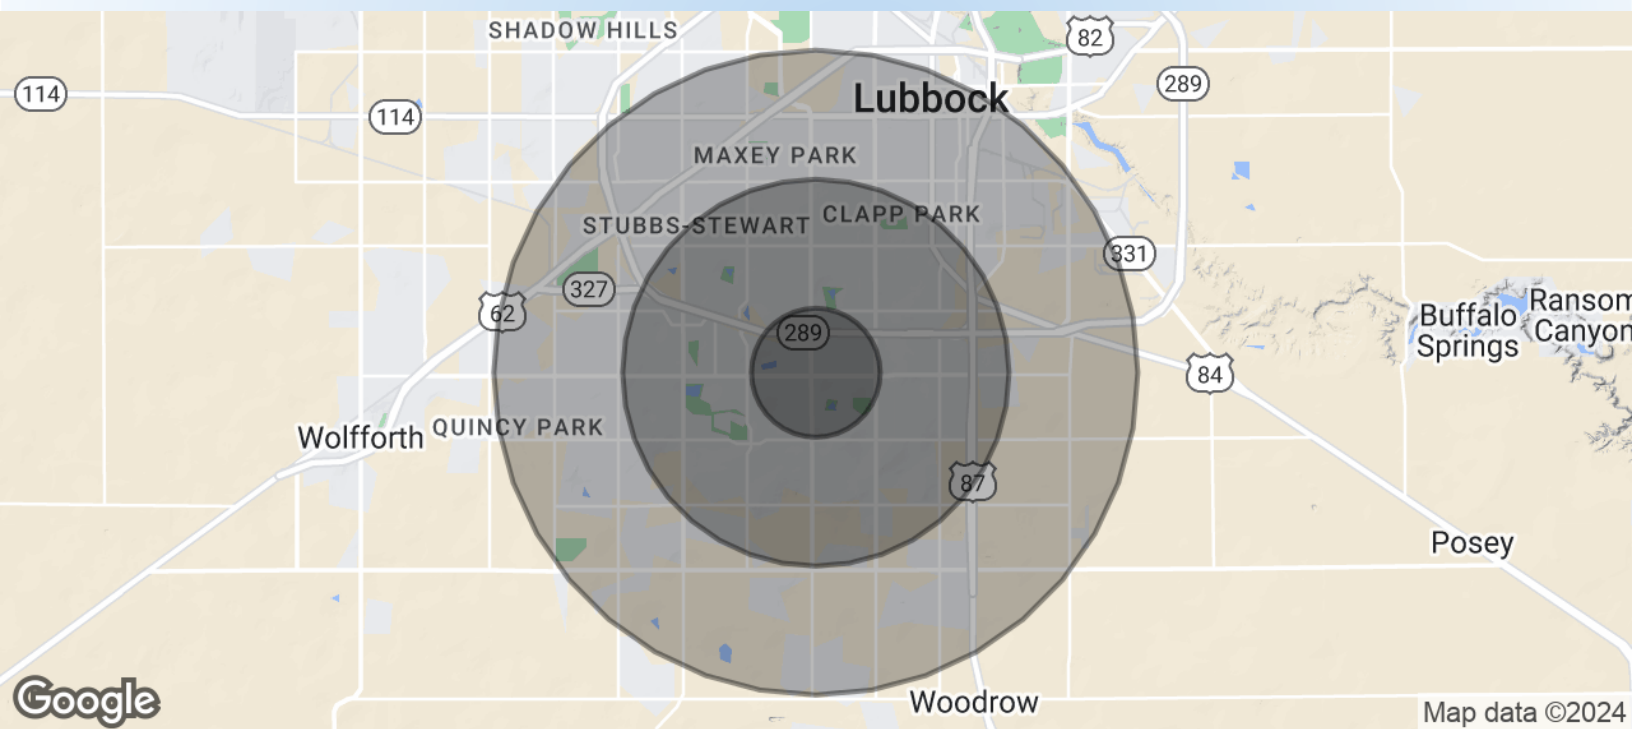 SHADOW HILLS
82
114
289
Lubbock
114
MAXEY PARK
CLAPP PARK
STUBBS-STEWART
331
327
62
289
Buffalo
Springs
Ransom
Canyon
84
Wolfforth
QUINCY PARK
87
Posey
Woodrow
Google
Map data ©2024